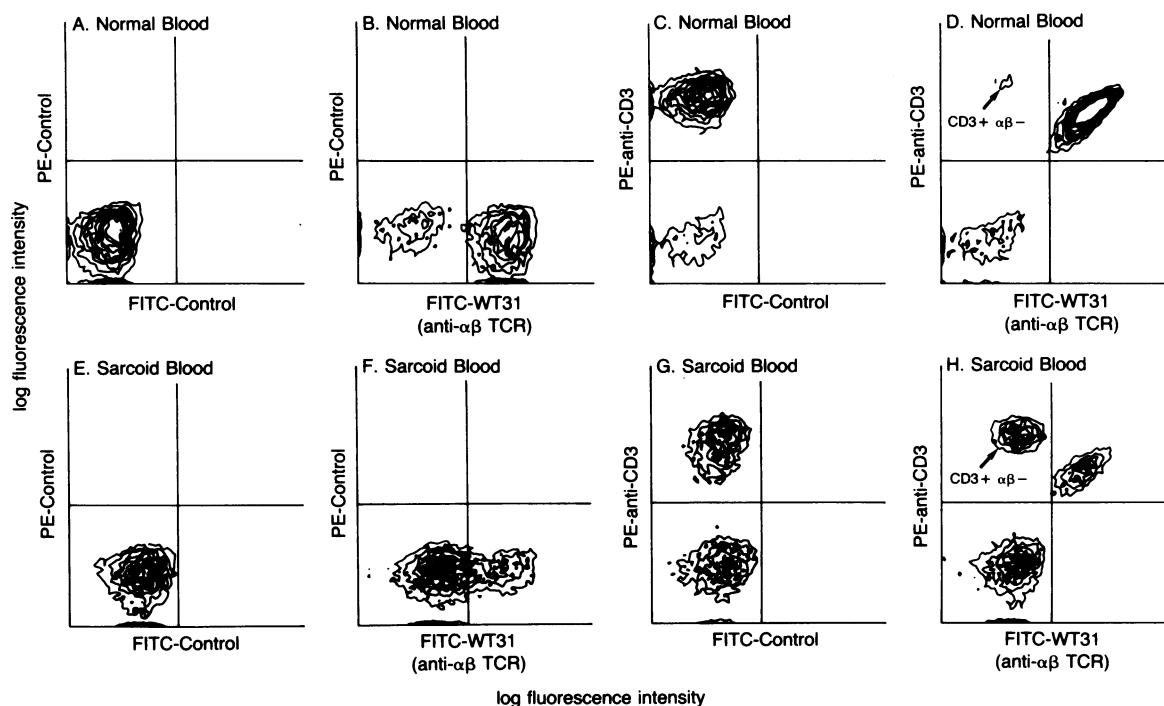 A. Normal Blood
B. Normal Blood
C. Normal Blood
D. Normal Blood
PE-Control
PE-Control
PE-anti-CD3
PE-anti-CD3
CD3+ αβ−
FITC-Control
FITC-WT31
(anti-αβ TCR)
FITC-Control
FITC-WT31
(anti-αβ TCR)
log fluorescence intensity
E. Sarcoid Blood
F. Sarcoid Blood
G. Sarcoid Blood
H. Sarcoid Blood
PE-Control
PE-Control
PE-anti-CD3
PE-anti-CD3
CD3+ αβ−
FITC-Control
FITC-WT31
(anti-αβ TCR)
FITC-Control
FITC-WT31
(anti-αβ TCR)
log fluorescence intensity